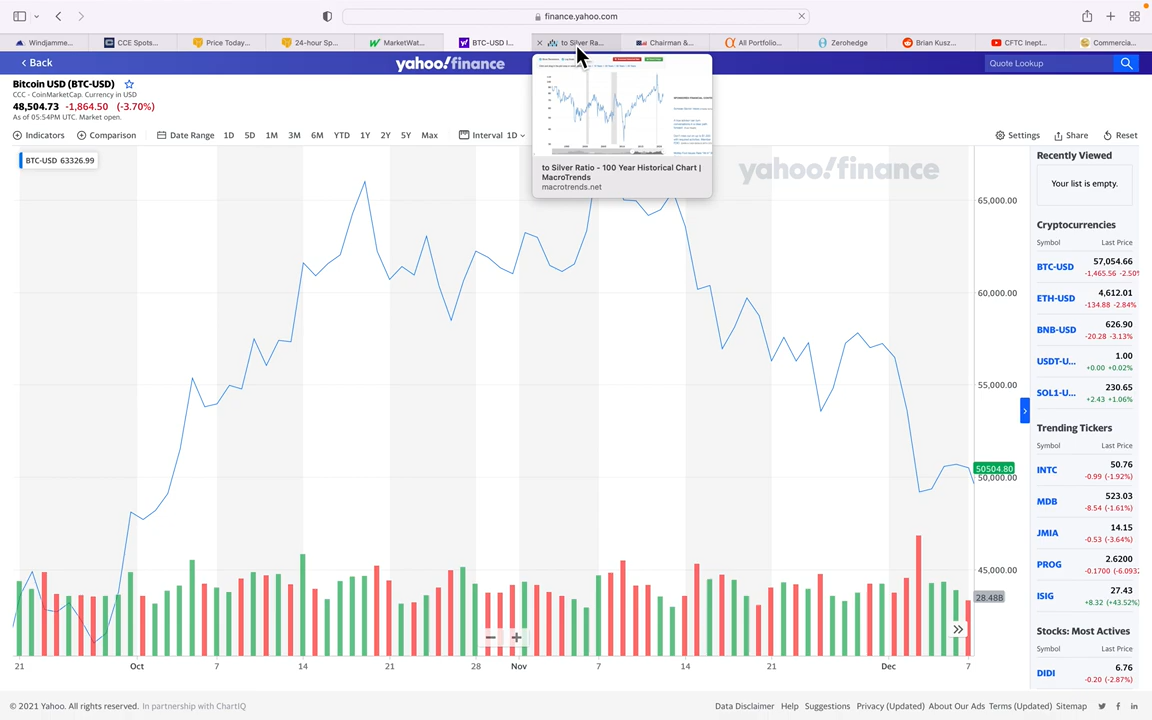 finance.yahoo.com
Windjamme...
CCE Spots...
Price Today...
24-hour Sp...
MarketWat...
BTC-USD I...
to Silver Ra...
Chairman &...
All Portfolio...
Zerohedge
Brian Kusz...
CFTC Inept...
Commercia...
Back
yahoo!finance
Quote Lookup
Bitcoin USD (BTC-USD)
CCC - CoinMarketCap. Currency in USD
48,504.73 -1,864.50 (-3.70%)
As of 05:54PM UTC. Market open.
Indicators
Comparison
Date Range 1D 5D 1M 3M 6M YTD 1Y 2Y 5Y Max
Interval 1D
Settings
Share
Reset
to Silver Ratio - 100 Year Historical Chart |
MacroTrends
macrotrends.net
BTC-USD 63326.99
yahoo!finance
65,000.00
60,000.00
55,000.00
50504.80
50,000.00
45,000.00
28.48B
21 Oct 7 14 21 28 Nov 7 14 21 Dec 7
Recently Viewed
Your list is empty.
Cryptocurrencies
Symbol Last Price
BTC-USD 57,054.66
-1,465.56 -2.50%
ETH-USD 4,612.01
-134.88 -2.84%
BNB-USD 626.90
-20.28 -3.13%
USDT-U... 1.00
+0.00 +0.02%
SOL1-U... 230.65
+2.43 +1.06%
Trending Tickers
Symbol Last Price
INTC 50.76
-0.99 (-1.92%)
MDB 523.03
-8.54 (-1.61%)
JMIA 14.15
-0.53 (-3.64%)
PROG 2.6200
-0.1700 (-6.093
ISIG 27.43
+8.32 (+43.52%)
Stocks: Most Actives
Symbol Last Price
DIDI 6.76
-0.20 (-2.87%)
© 2021 Yahoo. All rights reserved. In partnership with ChartIQ
Data Disclaimer Help Suggestions Privacy (Updated) About Our Ads Terms (Updated) Sitemap